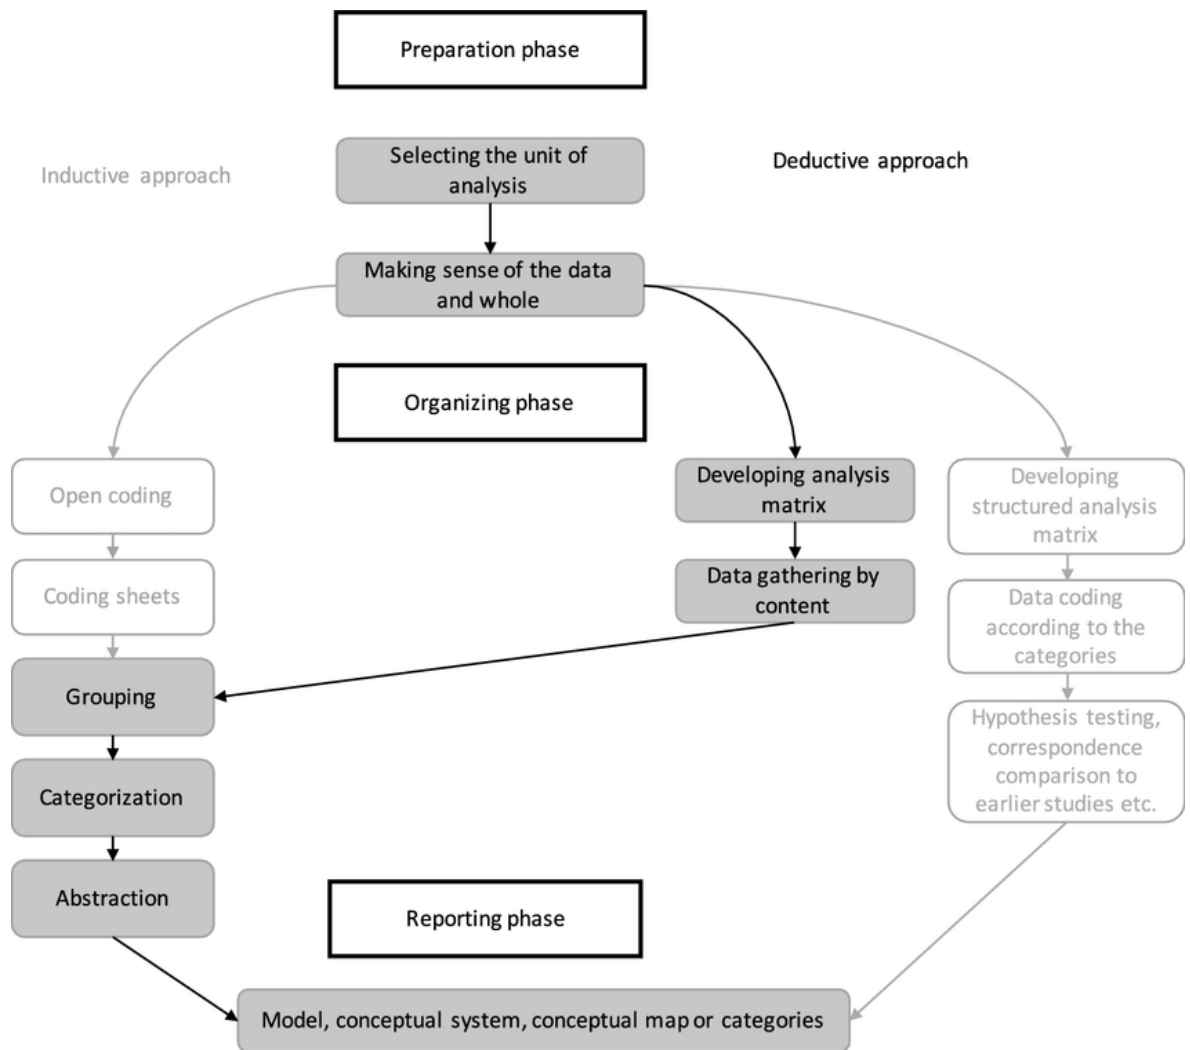 Preparation phase
Inductive approach
Selecting the unit of
analysis
Deductive approach
Making sense of the data
and whole
Organizing phase
Open coding
Coding sheets
Grouping
Categorization
Abstraction
Developing analysis
matrix
Data gathering by
content
Developing
structured analysis
matrix
Data coding
according to the
categories
Hypothesis testing,
correspondence
comparison to
earlier studies etc.
Reporting phase
Model, conceptual system, conceptual map or categories